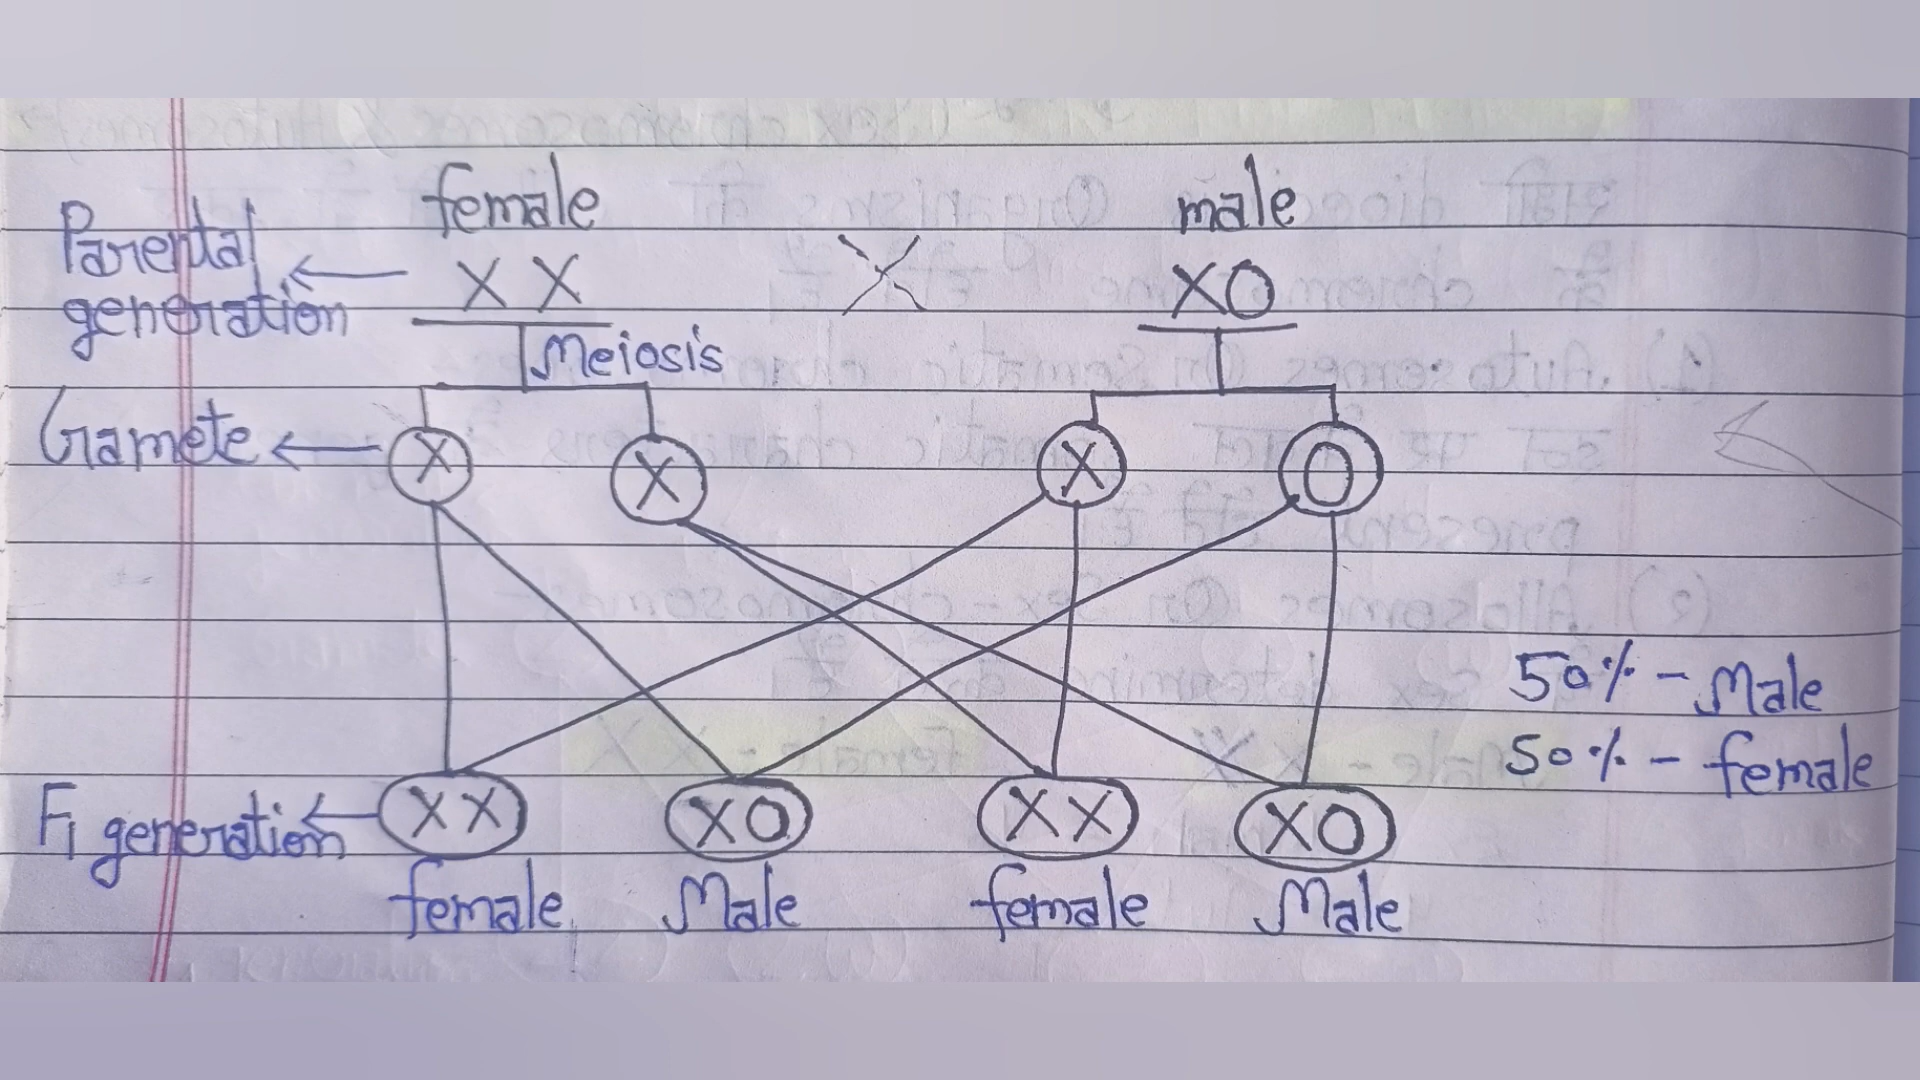 female male
Parental generation ← X X X XO
Meiosis
Gamete ← X X X O
50% - Male
50% - female
F1 generation ← XX XO XX XO
female Male female Male